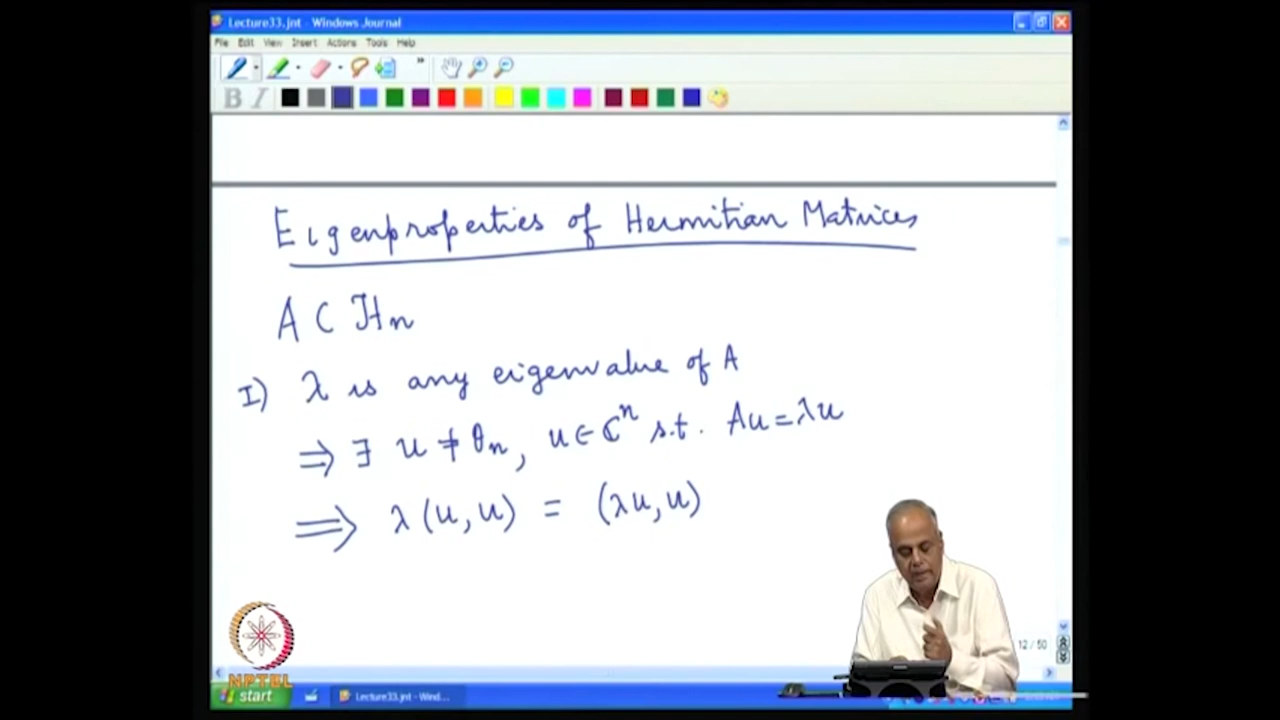 Lecture33.jnt - Windows Journal
File Edit View Insert Actions Tools Help
B I
Eigenproperties of Hermitian Matrices
A ⊂ ℋn
I) λ is any eigenvalue of A
⇒ ∃ u ≠ θn, u ∈ ℂⁿ s.t. Au = λu
⇒ λ(u, u) = (λu, u)
12 / 50
NPTEL
start Lecture33.jnt - Wind...